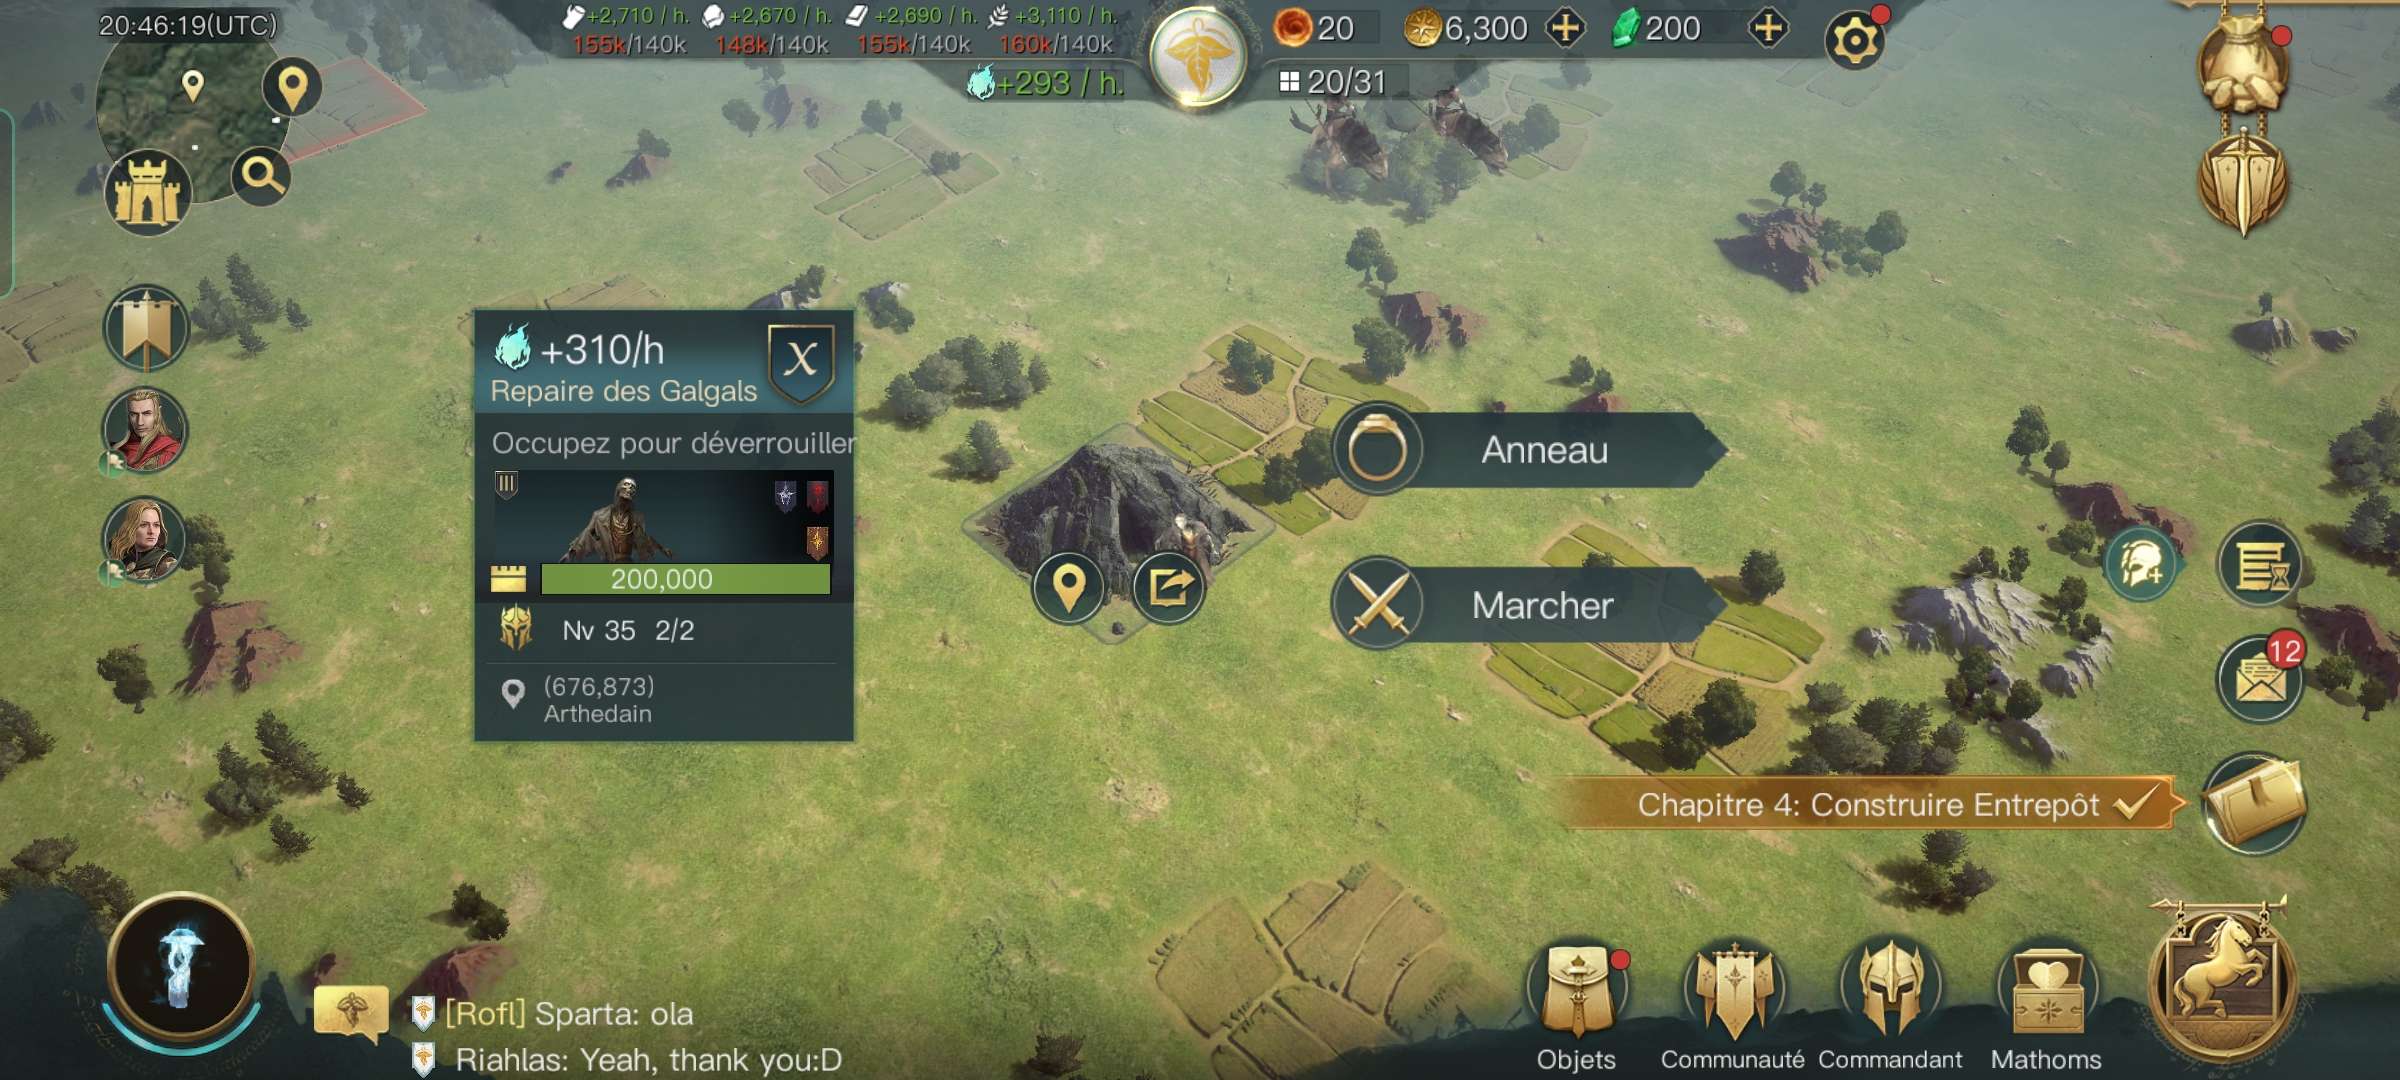 20:46:19(UTC)
+2,710 / h. +2,670 / h. +2,690 / h. +3,110 / h.
155k/140k 148k/140k 155k/140k 160k/140k
20 6,300 200
+293 / h. 20/31
+310/h X
Repaire des Galgals
Occupez pour déverrouiller
III
200,000
Nv 35 2/2
(676,873)
Arthedain
Anneau
Marcher
12
Chapitre 4: Construire Entrepôt
[Rofl] Sparta: ola
Riahlas: Yeah, thank you:D
Objets Communauté Commandant Mathoms